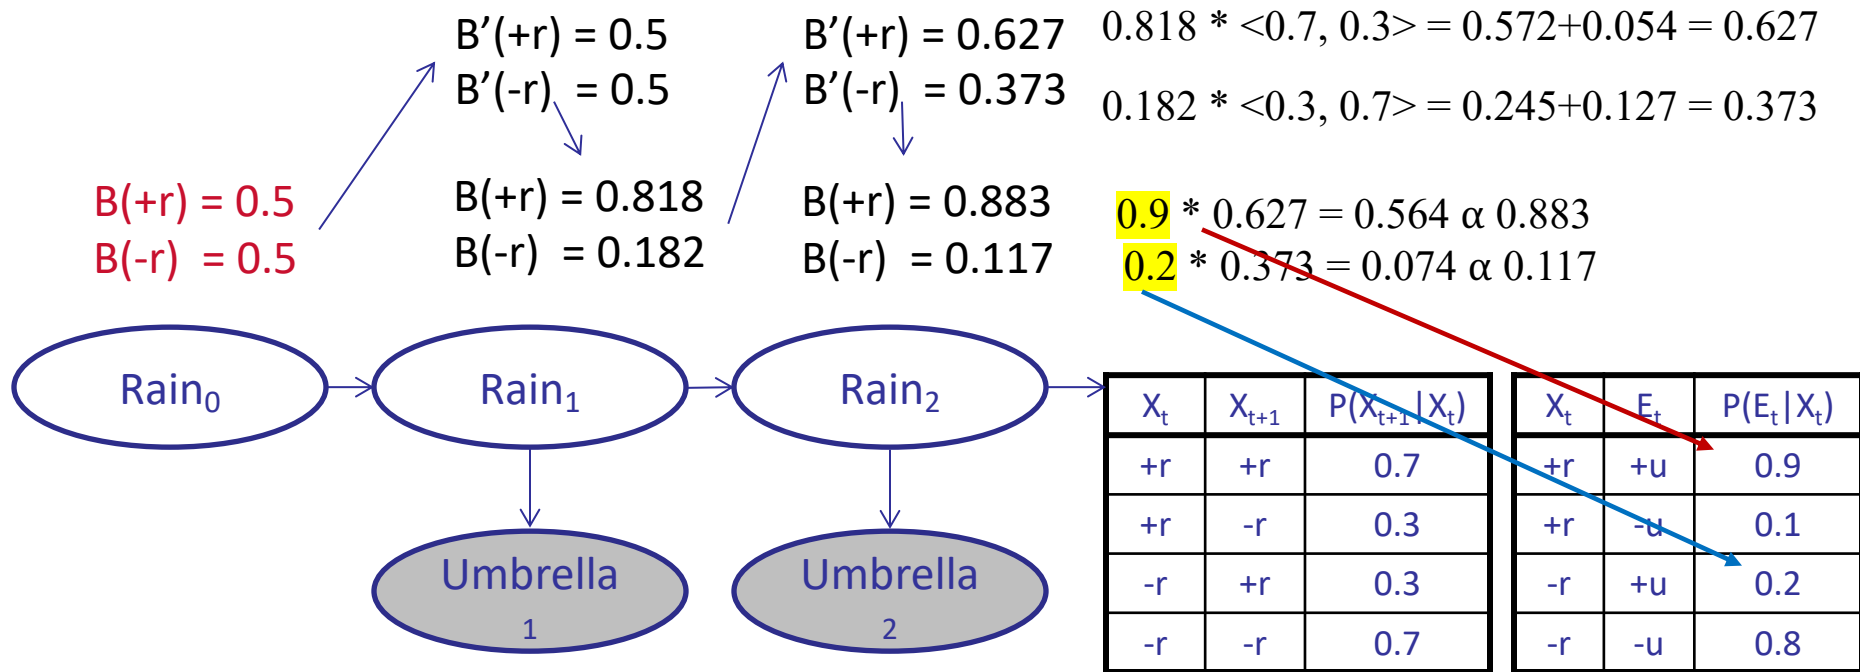 B’(+r) = 0.5
B’(-r) = 0.5
B’(+r) = 0.627
B’(-r) = 0.373
0.818 * <0.7, 0.3> = 0.572+0.054 = 0.627
0.182 * <0.3, 0.7> = 0.245+0.127 = 0.373
B(+r) = 0.5
B(-r) = 0.5
B(+r) = 0.818
B(-r) = 0.182
B(+r) = 0.883
B(-r) = 0.117
0.9 * 0.627 = 0.564 α 0.883
0.2 * 0.373 = 0.074 α 0.117
Rain₀
Rain₁
Rain₂
Umbrella
1
Umbrella
2
Xₜ Xₜ₊₁ P(Xₜ₊₁|Xₜ)
+r +r 0.7
+r -r 0.3
-r +r 0.3
-r -r 0.7
Xₜ Eₜ P(Eₜ|Xₜ)
+r +u 0.9
+r -u 0.1
-r +u 0.2
-r -u 0.8